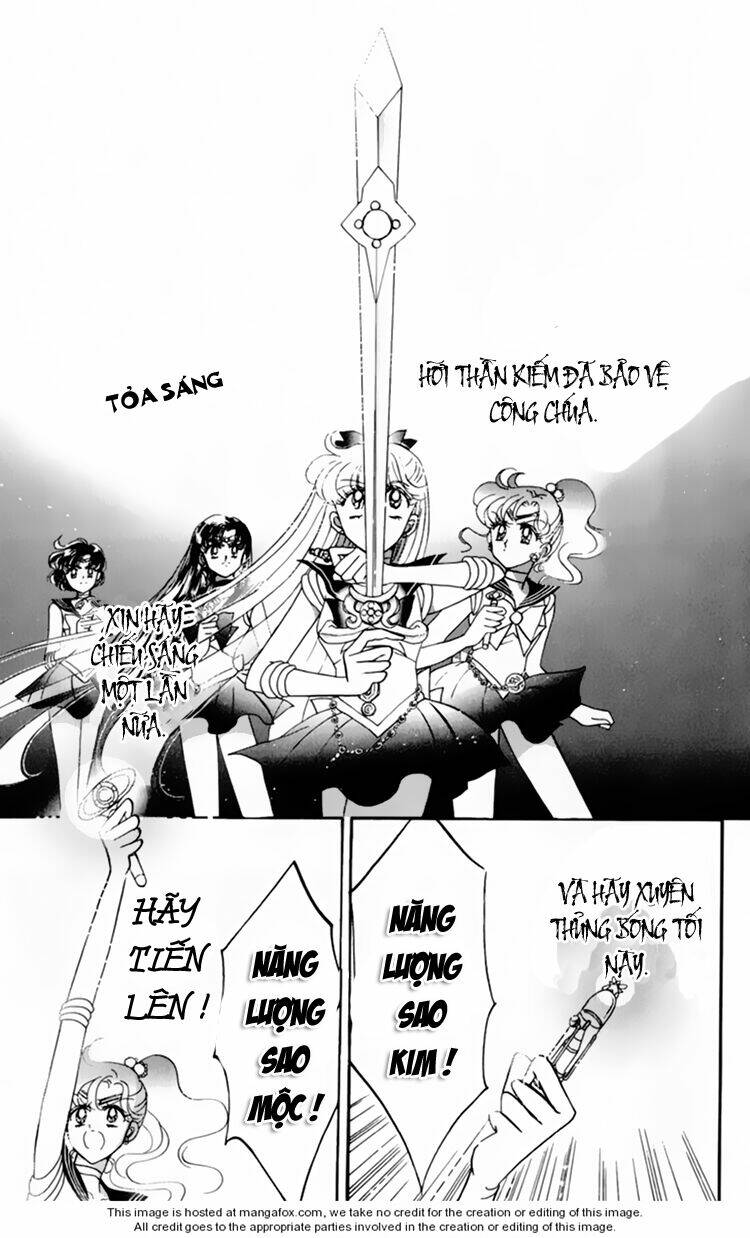 HỠI THẦN KIẾM ĐÃ BẢO VỆ
CÔNG CHÚA.
TỎA SÁNG
XIN HÃY
CHIẾU SÁNG
MỘT LẦN
NỮA.
VÀ HÃY XUYÊN
THỦNG BÓNG TỐI
NÀY.
NĂNG
LƯỢNG
SAO
KIM !
NĂNG
LƯỢNG
SAO
MỘC !
HÃY
TIẾN
LÊN !
This image is hosted at mangafox.com, we take no credit for the creation or editing of this image.
All credit goes to the appropriate parties involved in the creation or editing of this image.